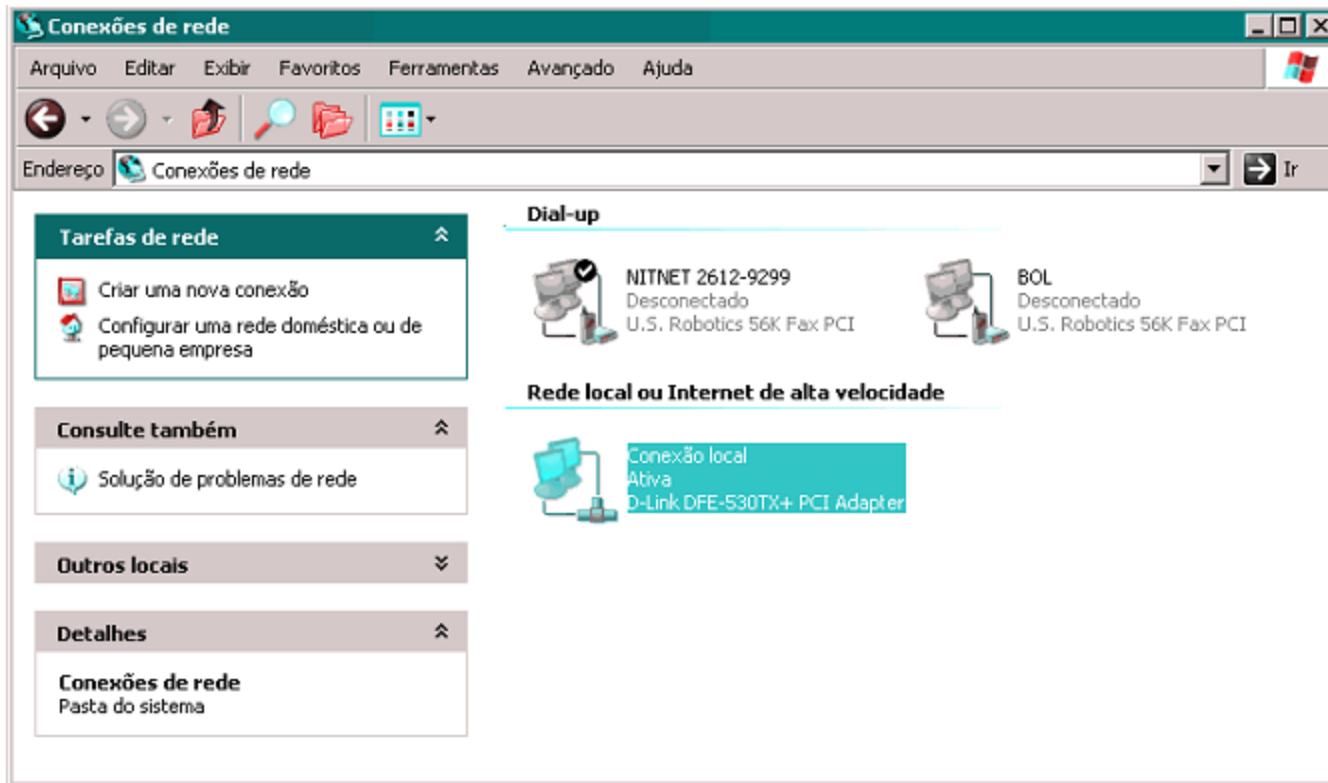 Conexões de rede
Arquivo Editar Exibir Favoritos Ferramentas Avançado Ajuda
Endereço Conexões de rede Ir
Tarefas de rede
Criar uma nova conexão
Configurar uma rede doméstica ou de
pequena empresa
Consulte também
Solução de problemas de rede
Outros locais
Detalhes
Conexões de rede
Pasta do sistema
Dial-up
NITNET 2612-9299
Desconectado
U.S. Robotics 56K Fax PCI
BOL
Desconectado
U.S. Robotics 56K Fax PCI
Rede local ou Internet de alta velocidade
Conexão local
Ativa
D-Link DFE-530TX+ PCI Adapter